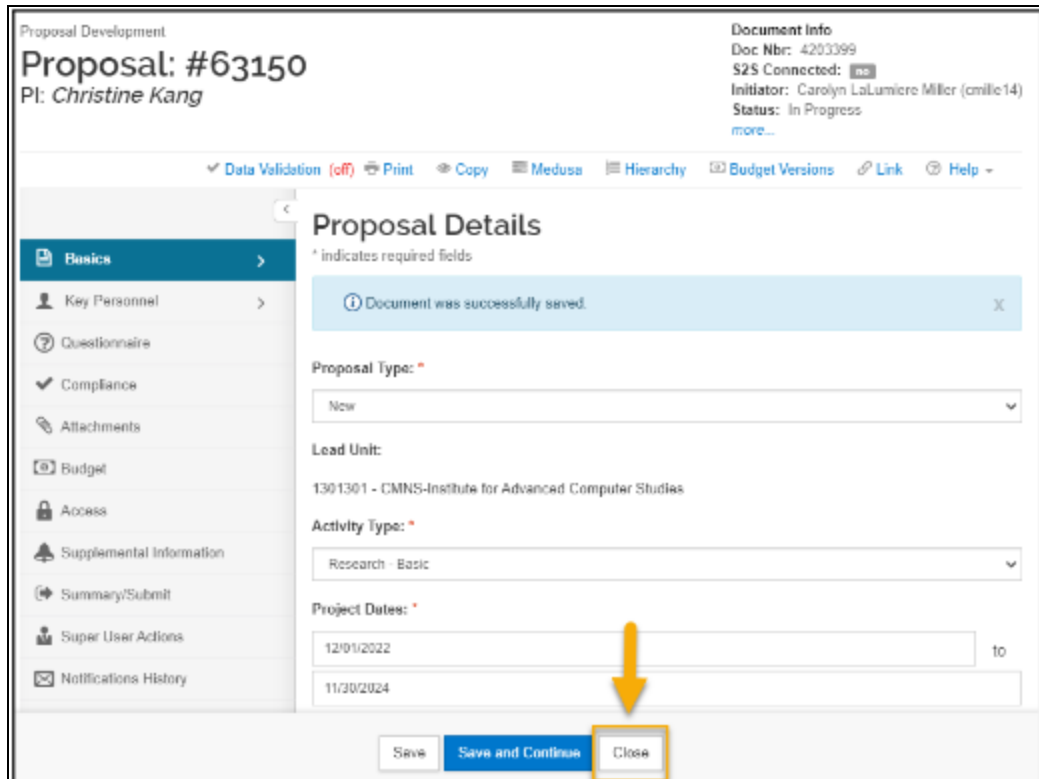 Proposal Development
Proposal: #63150
PI: Christine Kang
Document Info
Doc Nbr: 4203399
S2S Connected: no
Initiator: Carolyn LaLumiere Miller (cmille14)
Status: In Progress
more...
Data Validation (off) Print Copy Medusa Hierarchy Budget Versions Link Help
Basics
Key Personnel
Questionnaire
Compliance
Attachments
Budget
Access
Supplemental Information
Summary/Submit
Super User Actions
Notifications History
Proposal Details
* indicates required fields
Document was successfully saved.
X
Proposal Type: *
New
Lead Unit:
1301301 - CMNS-Institute for Advanced Computer Studies
Activity Type: *
Research - Basic
Project Dates: *
12/01/2022 to
11/30/2024
Save Save and Continue Close